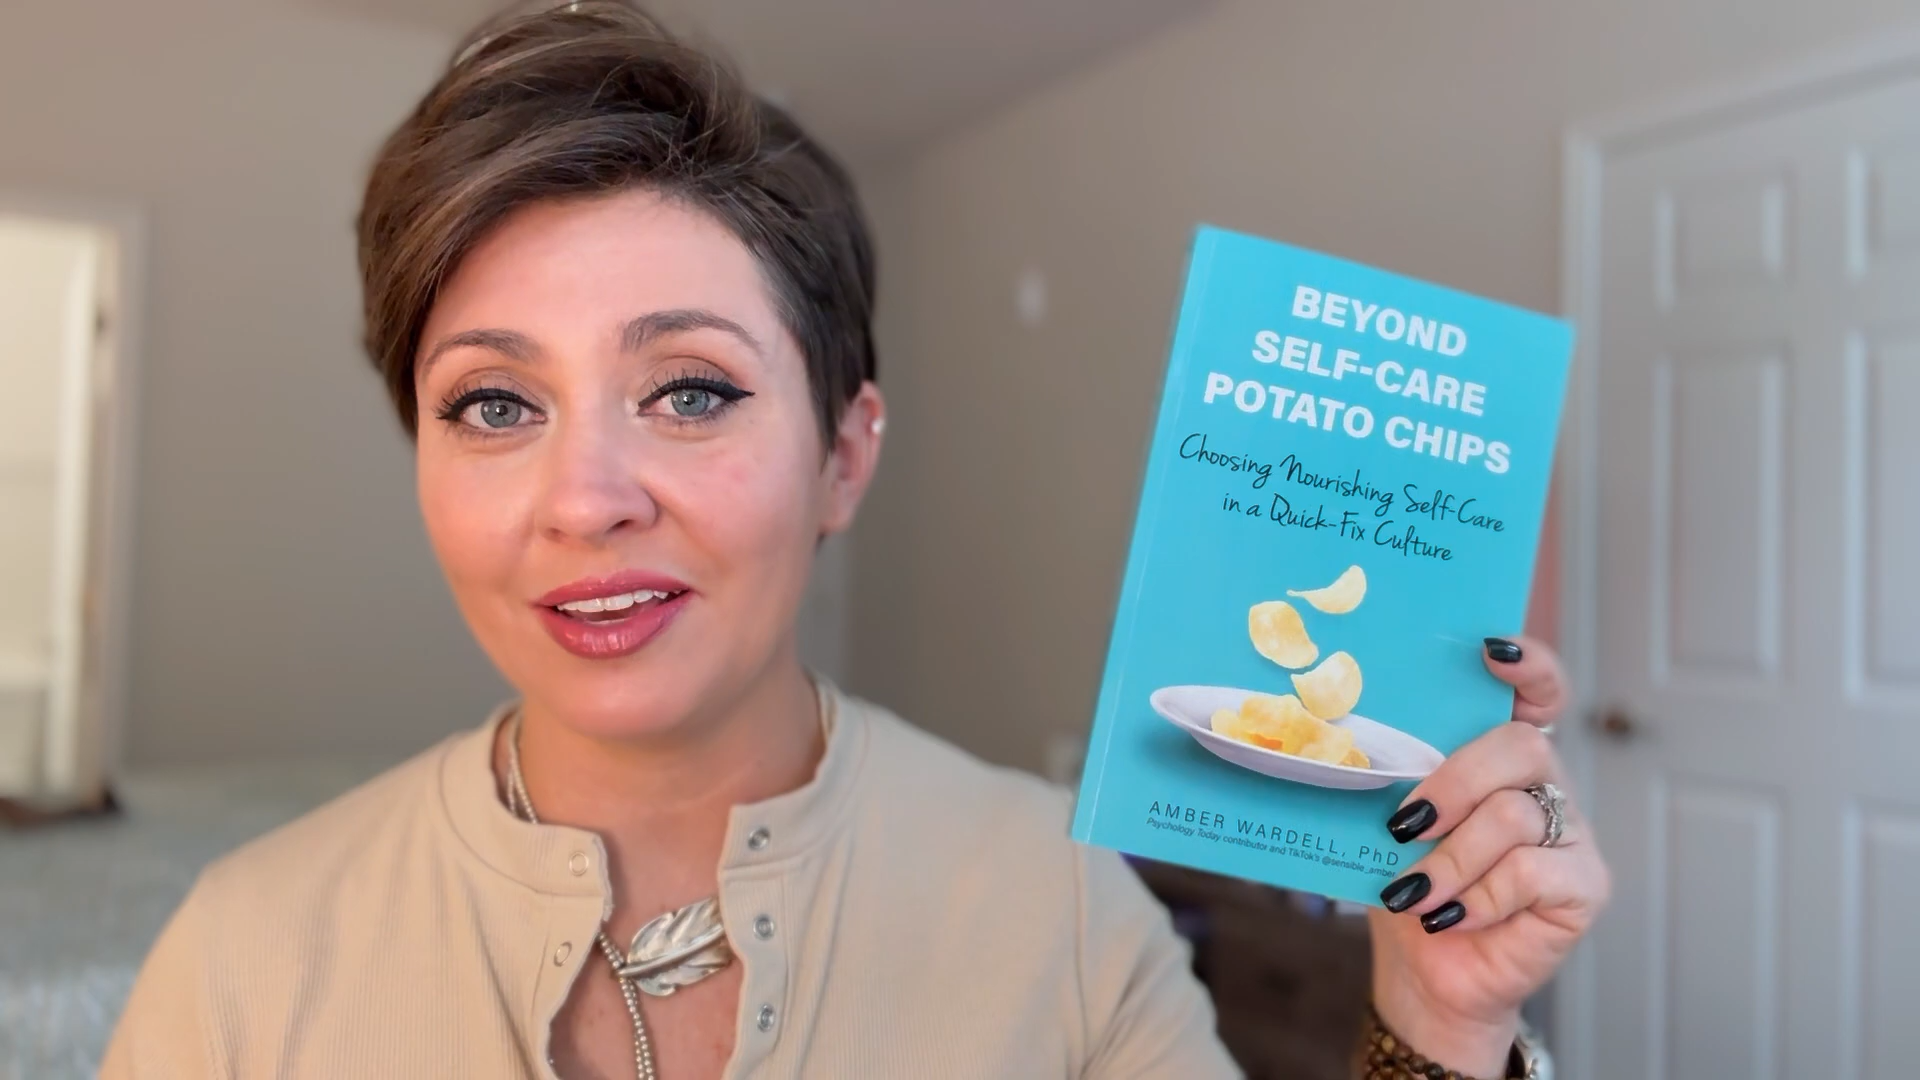 BEYOND
SELF-CARE
POTATO CHIPS
Choosing Nourishing Self-Care
in a Quick-Fix Culture
AMBER WARDELL, PhD
Psychology Today contributor and TikTok's @sensible_amber